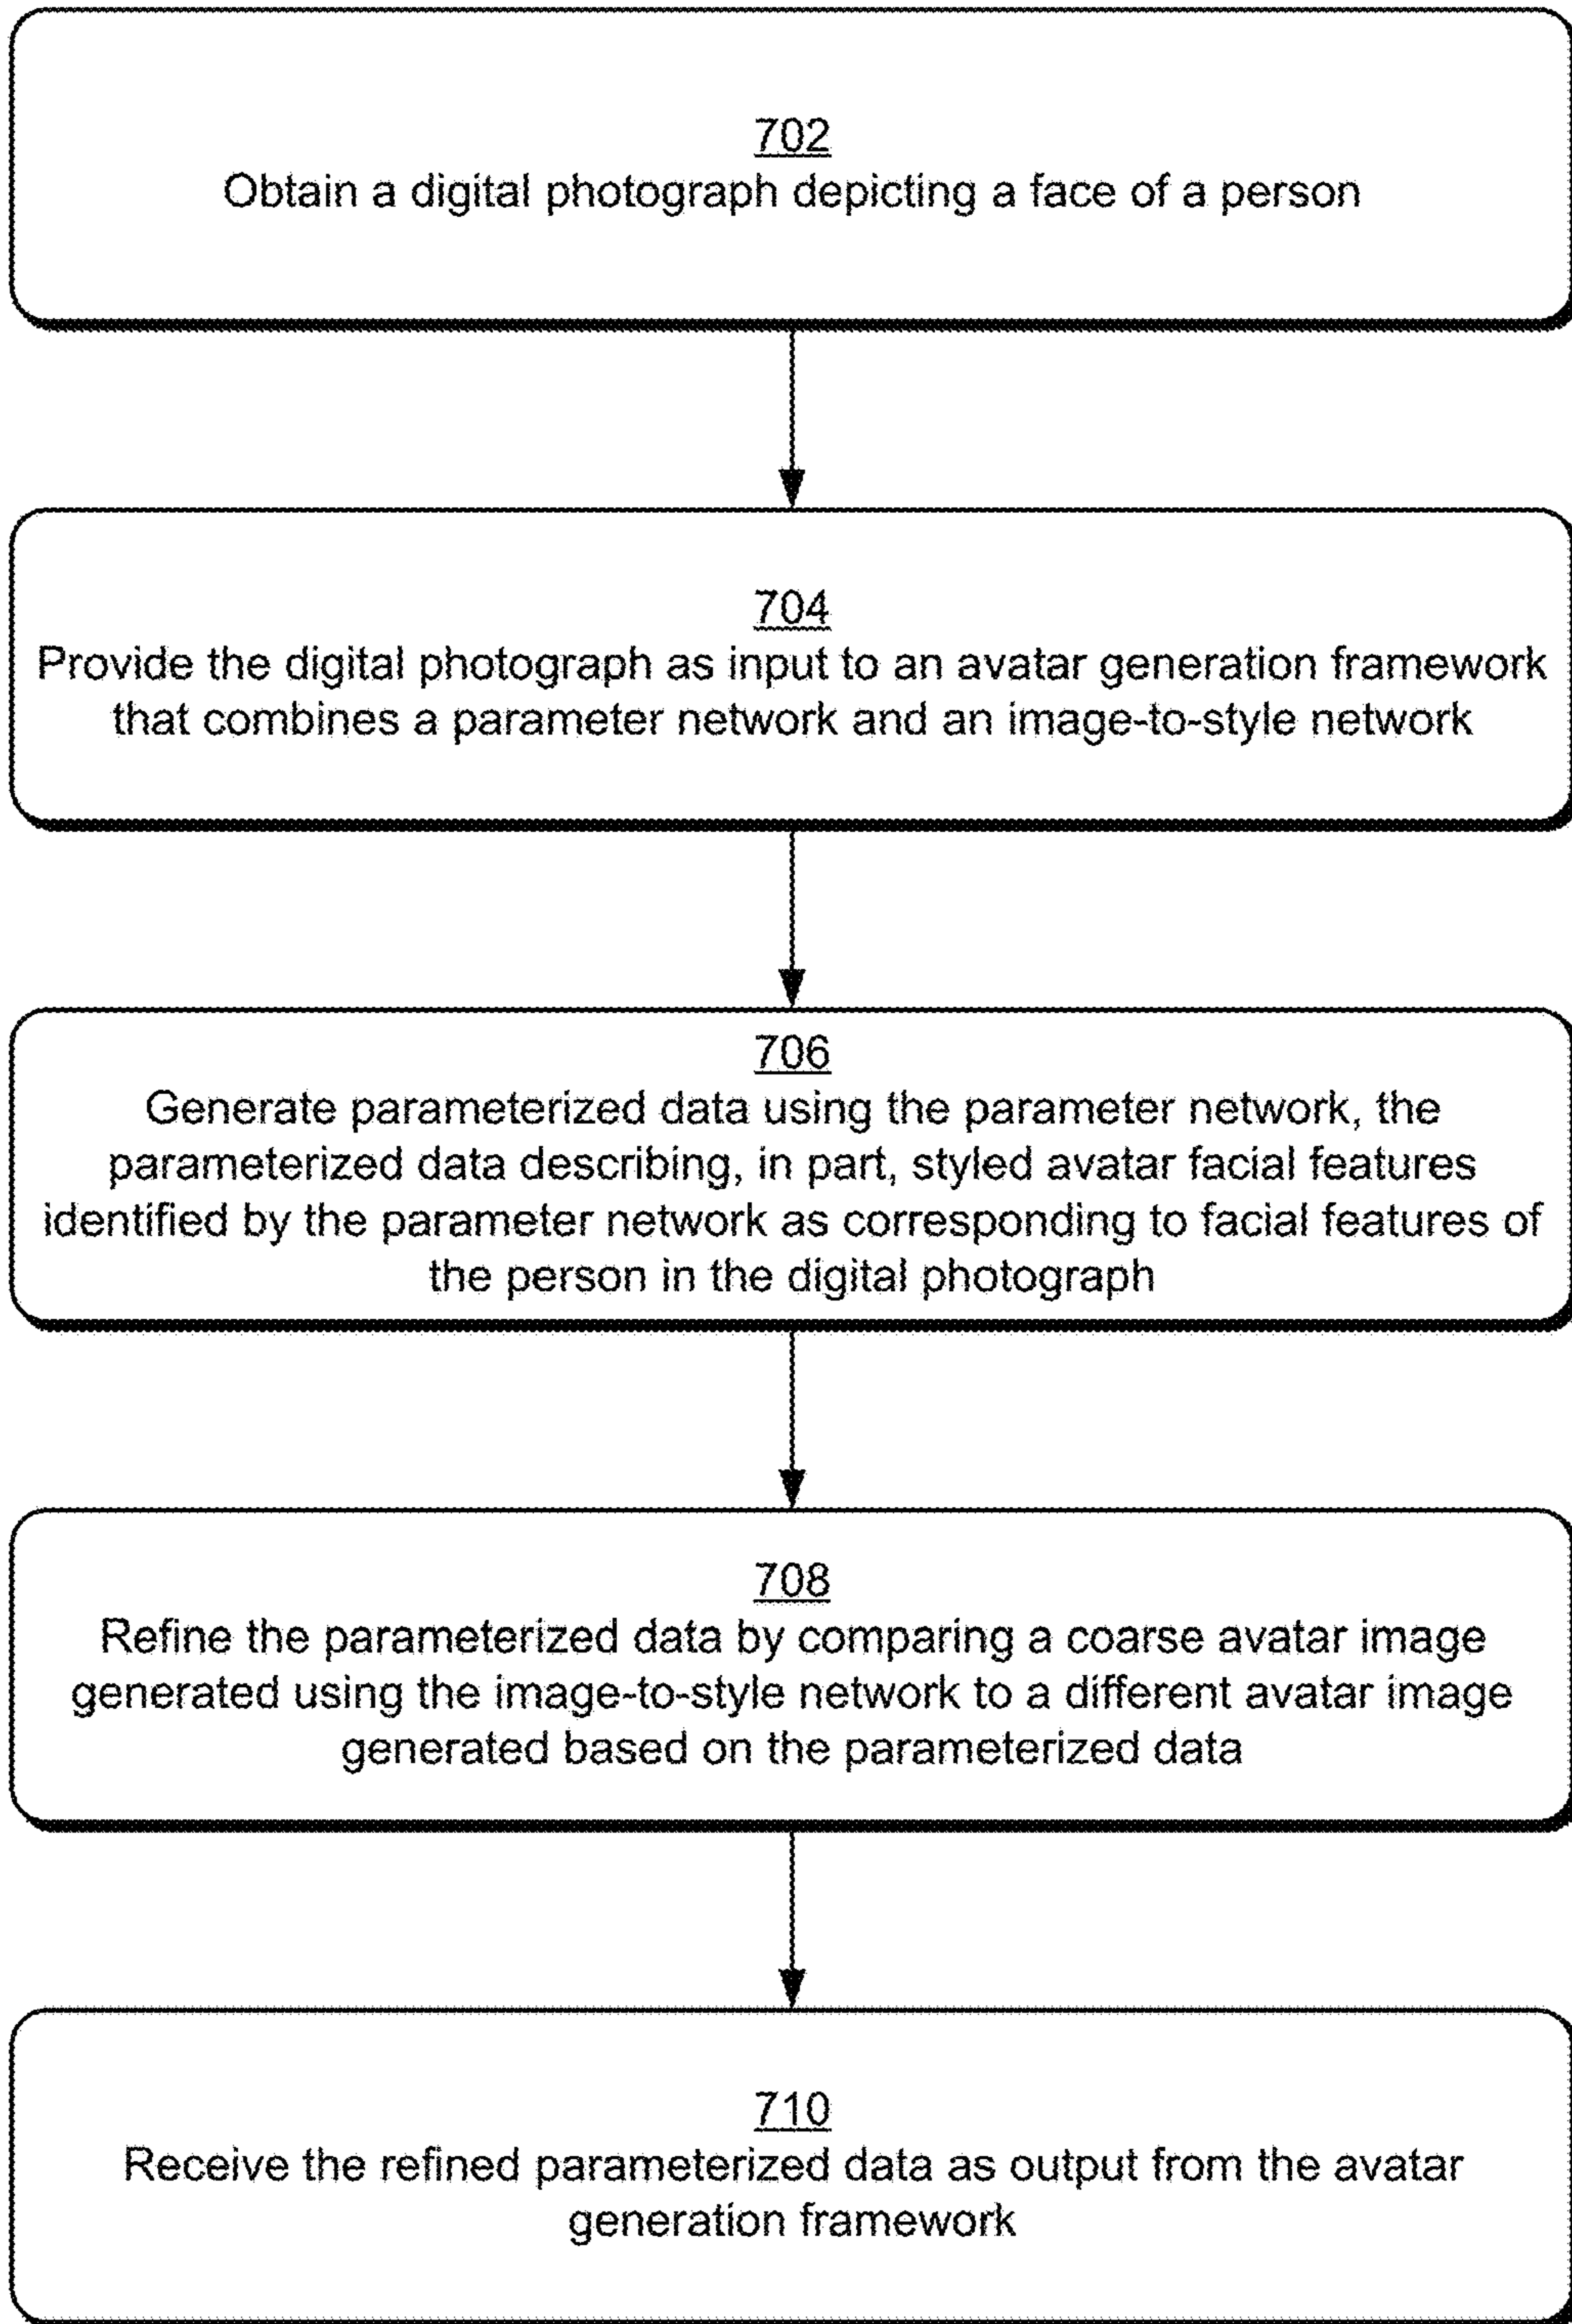 702
Obtain a digital photograph depicting a face of a person
704
Provide the digital photograph as input to an avatar generation framework
that combines a parameter network and an image-to-style network
706
Generate parameterized data using the parameter network, the
parameterized data describing, in part, styled avatar facial features
identified by the parameter network as corresponding to facial features of
the person in the digital photograph
708
Refine the parameterized data by comparing a coarse avatar image
generated using the image-to-style network to a different avatar image
generated based on the parameterized data
710
Receive the refined parameterized data as output from the avatar
generation framework